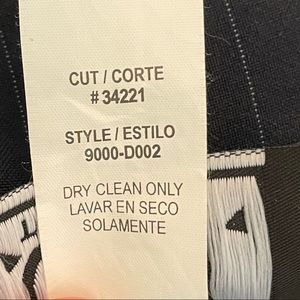 CUT / CORTE
# 34221
STYLE / ESTILO
9000-D002
DRY CLEAN ONLY
LAVAR EN SECO
SOLAMENTE